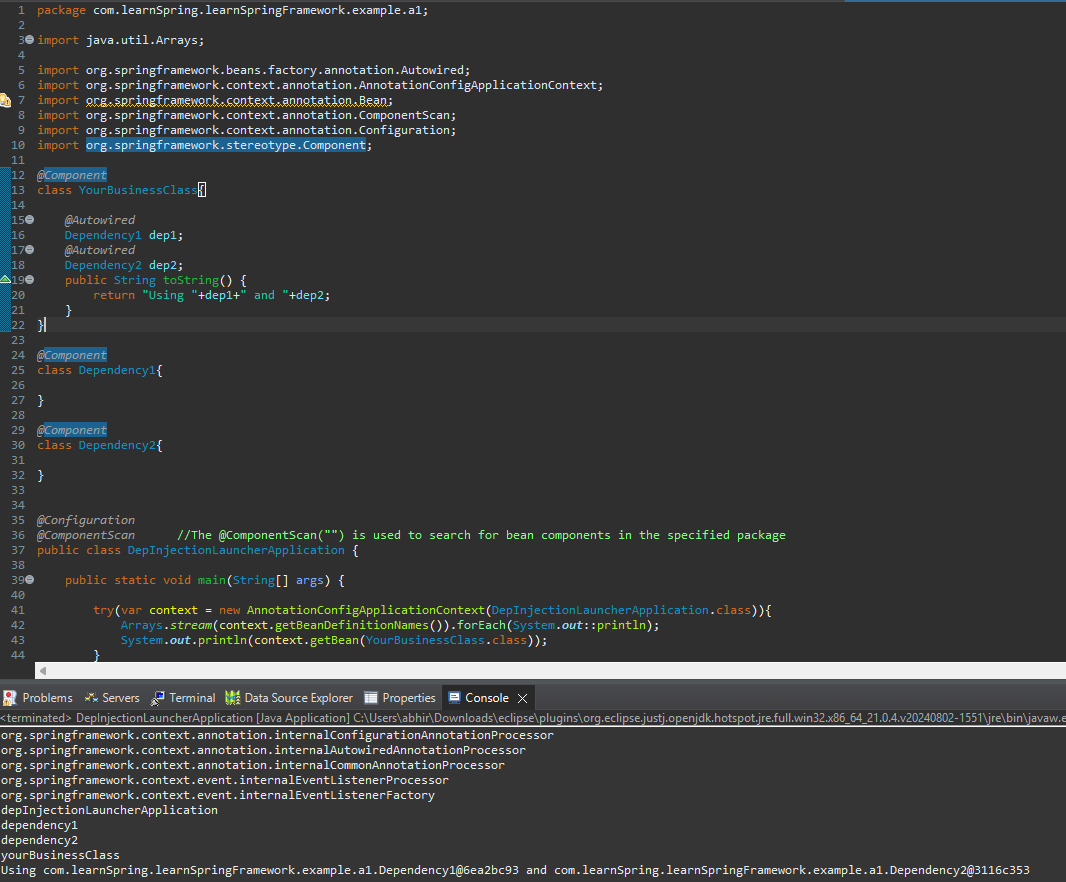 1 package com.learnSpring.learnSpringFramework.example.a1;
2
3 import java.util.Arrays;
4
5 import org.springframework.beans.factory.annotation.Autowired;
6 import org.springframework.context.annotation.AnnotationConfigApplicationContext;
7 import org.springframework.context.annotation.Bean;
8 import org.springframework.context.annotation.ComponentScan;
9 import org.springframework.context.annotation.Configuration;
10 import org.springframework.stereotype.Component;
11
12 @Component
13 class YourBusinessClass{
14
15 @Autowired
16 Dependency1 dep1;
17 @Autowired
18 Dependency2 dep2;
19 public String toString() {
20 return "Using "+dep1+" and "+dep2;
21 }
22 }
23
24 @Component
25 class Dependency1{
26
27 }
28
29 @Component
30 class Dependency2{
31
32 }
33
34
35 @Configuration
36 @ComponentScan //The @ComponentScan("") is used to search for bean components in the specified package
37 public class DepInjectionLauncherApplication {
38
39 public static void main(String[] args) {
40
41 try(var context = new AnnotationConfigApplicationContext(DepInjectionLauncherApplication.class)){
42 Arrays.stream(context.getBeanDefinitionNames()).forEach(System.out::println);
43 System.out.println(context.getBean(YourBusinessClass.class));
44 }
Problems Servers Terminal Data Source Explorer Properties Console
<terminated> DepInjectionLauncherApplication [Java Application] C:\Users\abhir\Downloads\eclipse\plugins\org.eclipse.justj.openjdk.hotspot.jre.full.win32.x86_64_21.0.4.v20240802-1551\jre\bin\javaw.e
org.springframework.context.annotation.internalConfigurationAnnotationProcessor
org.springframework.context.annotation.internalAutowiredAnnotationProcessor
org.springframework.context.annotation.internalCommonAnnotationProcessor
org.springframework.context.event.internalEventListenerProcessor
org.springframework.context.event.internalEventListenerFactory
depInjectionLauncherApplication
dependency1
dependency2
yourBusinessClass
Using com.learnSpring.learnSpringFramework.example.a1.Dependency1@6ea2bc93 and com.learnSpring.learnSpringFramework.example.a1.Dependency2@3116c353